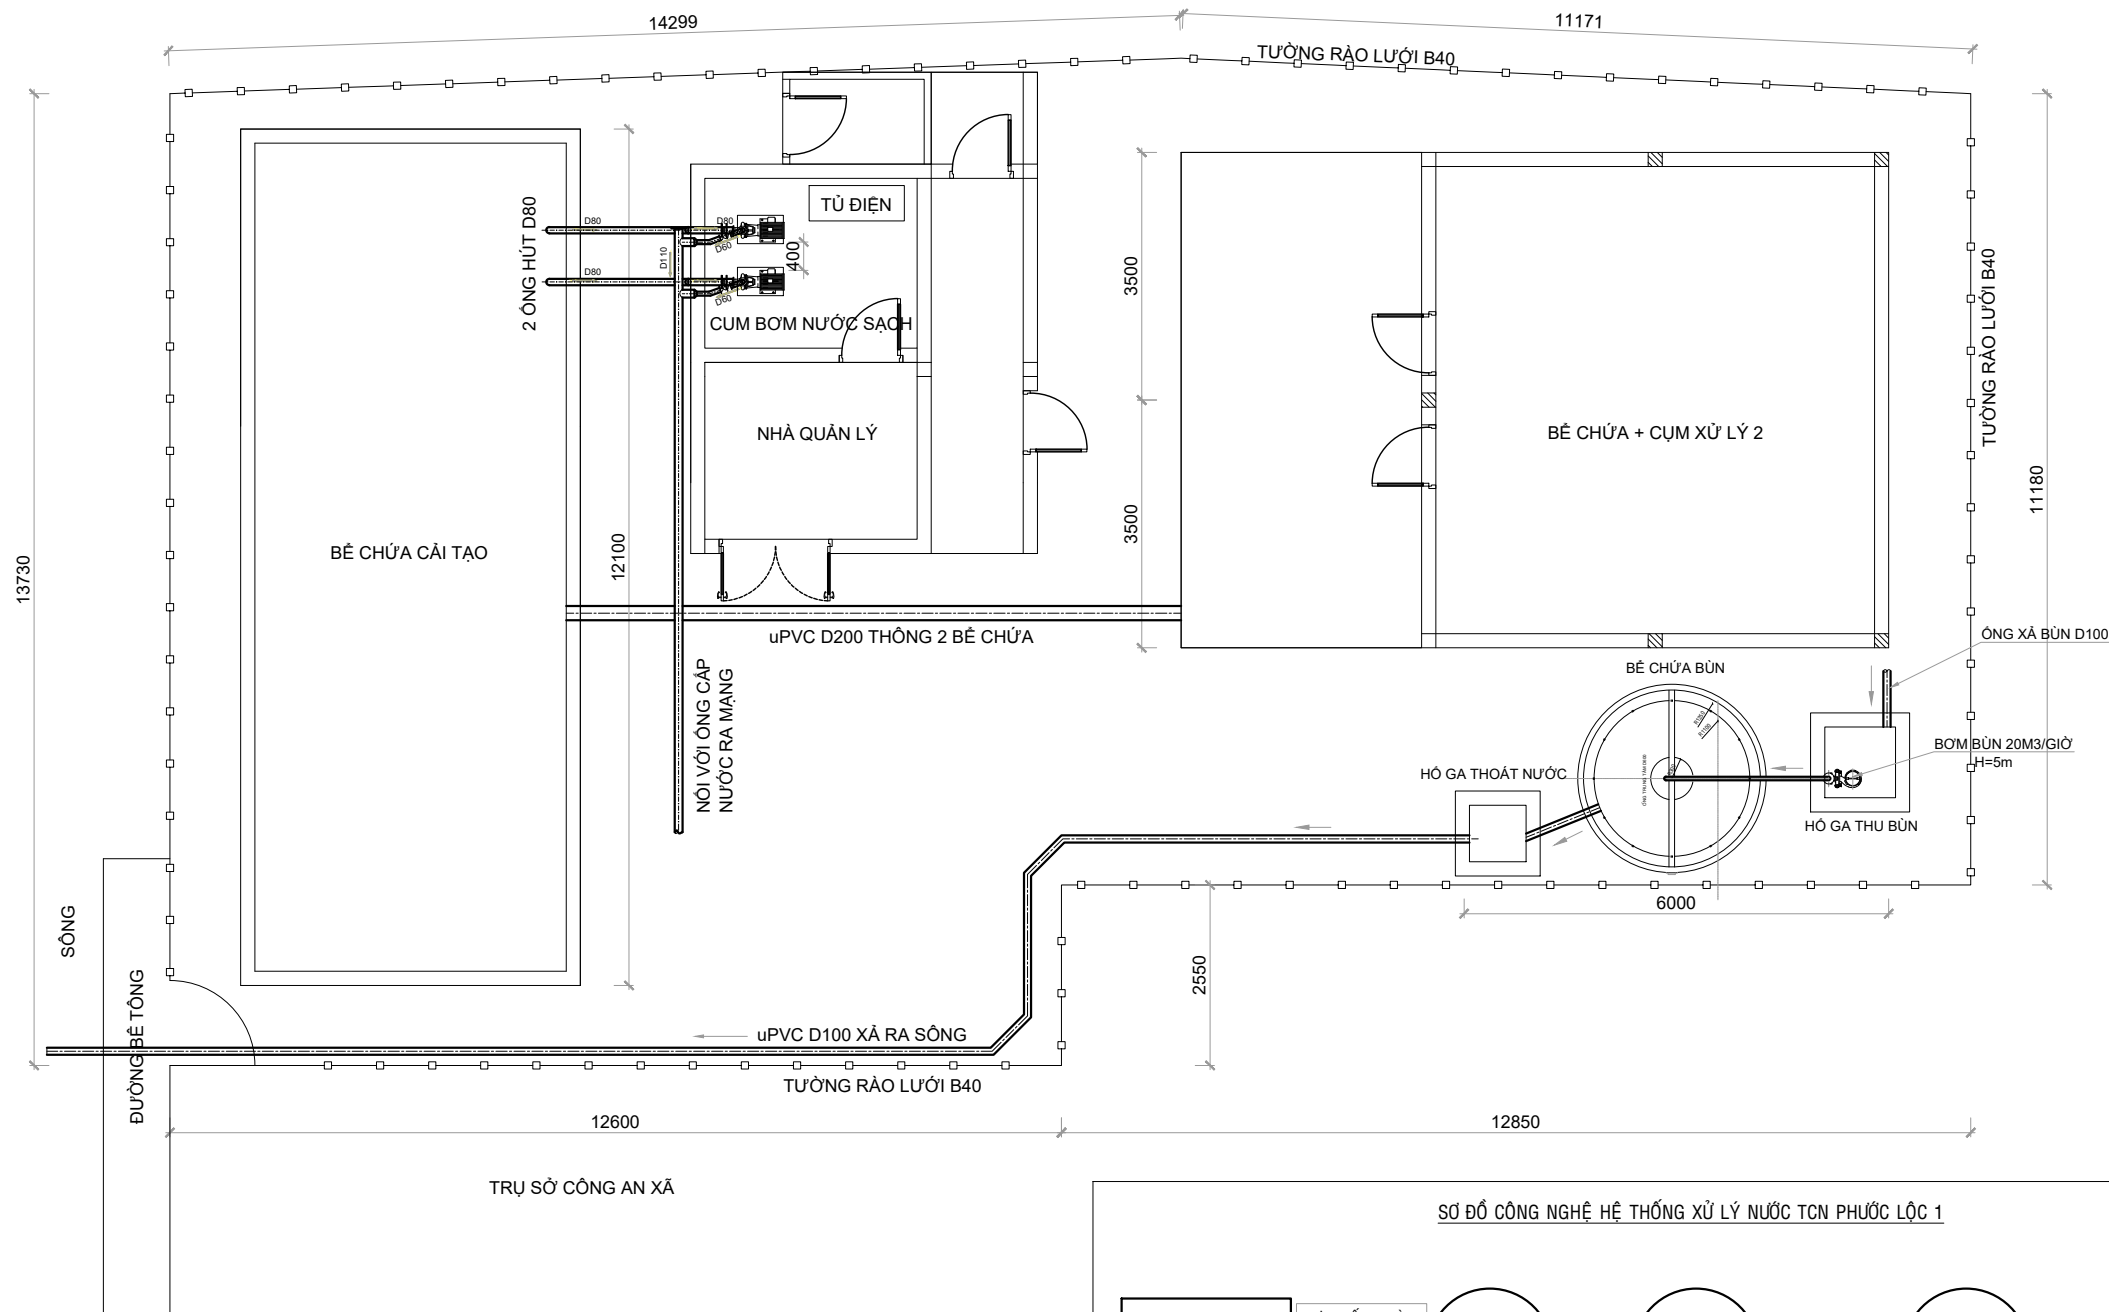 14299
11171
TƯỜNG RÀO LƯỚI B40
TỦ ĐIỆN
2 ỐNG HÚT D80
D80
D80
D60
D110
400
D80
D60
CUM BƠM NƯỚC SẠCH
3500
TƯỜNG RÀO LƯỚI B40
NHÀ QUẢN LÝ
BỂ CHỨA + CỤM XỬ LÝ 2
11180
3500
BỂ CHỨA CẢI TẠO
12100
13730
uPVC D200 THÔNG 2 BỂ CHỨA
ỐNG XẢ BÙN D100
BỂ CHỨA BÙN
NỐI VỚI ỐNG CẤP
NƯỚC RA MẠNG
R1100
BƠM BÙN 20M3/GIỜ
H=5m
HỐ GA THOÁT NƯỚC
HỐ GA THU BÙN
6000
SÔNG
ĐƯỜNG BÊ TÔNG
2550
uPVC D100 XẢ RA SÔNG
TƯỜNG RÀO LƯỚI B40
12600
12850
TRỤ SỞ CÔNG AN XÃ
SƠ ĐỒ CÔNG NGHỆ HỆ THỐNG XỬ LÝ NƯỚC TCN PHƯỚC LỘC 1